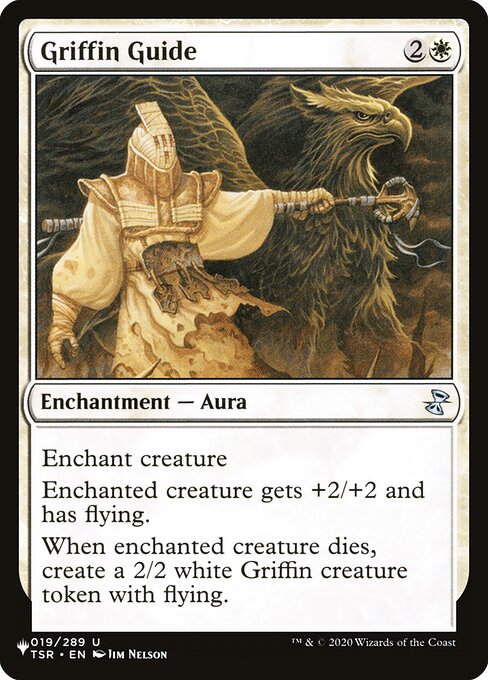 Griffin Guide 2
Enchantment — Aura
Enchant creature
Enchanted creature gets +2/+2 and
has flying.
When enchanted creature dies,
create a 2/2 white Griffin creature
token with flying.
019/289 U ™ & © 2020 Wizards of the Coast
TSR • EN Jim Nelson